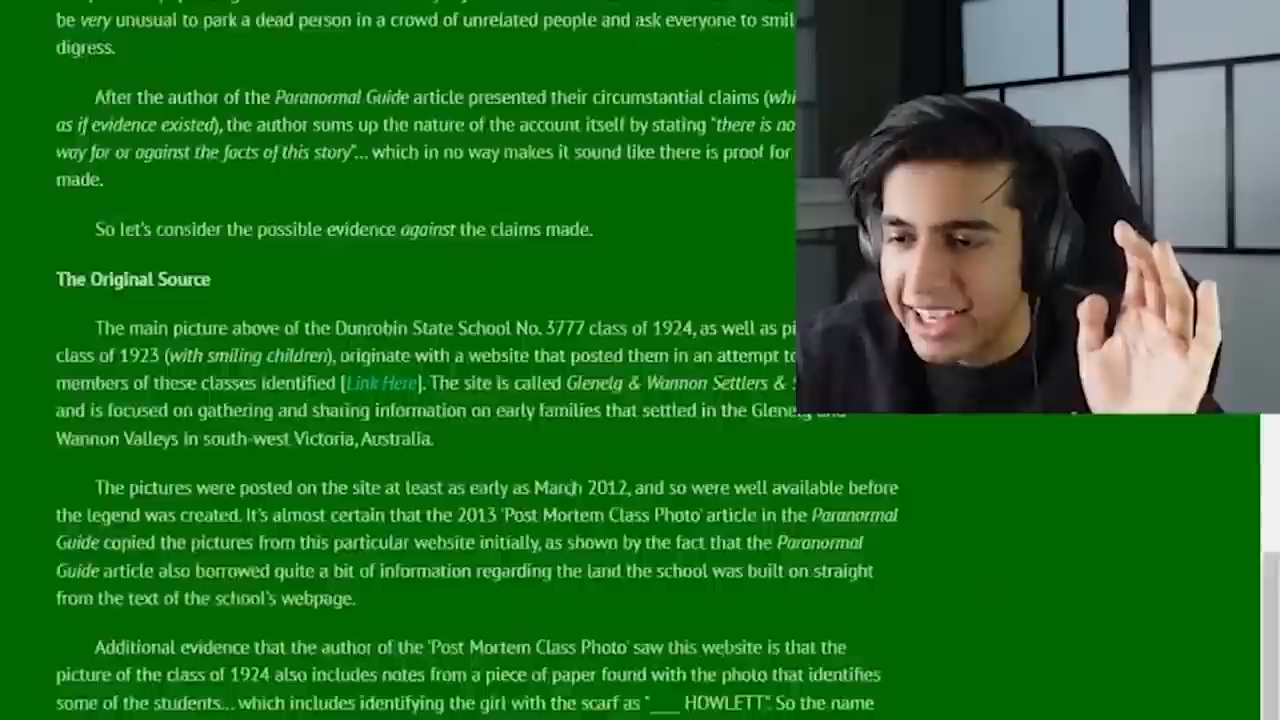 be very unusual to park a dead person in a crowd of unrelated people and ask everyone to smil
digress.
After the author of the Paranormal Guide article presented their circumstantial claims (whi
as if evidence existed), the author sums up the nature of the account itself by stating "there is no
way for or against the facts of this story"... which in no way makes it sound like there is proof for
made.
So let's consider the possible evidence against the claims made.
The Original Source
The main picture above of the Dunrobin State School No. 3777 class of 1924, as well as pi
class of 1923 (with smiling children), originate with a website that posted them in an attempt to
members of these classes identified [Link Here]. The site is called Glenelg & Wannon Settlers & S
and is focused on gathering and sharing information on early families that settled in the Glenelg and
Wannon Valleys in south-west Victoria, Australia.
The pictures were posted on the site at least as early as March 2012, and so were well available before
the legend was created. It's almost certain that the 2013 'Post Mortem Class Photo' article in the Paranormal
Guide copied the pictures from this particular website initially, as shown by the fact that the Paranormal
Guide article also borrowed quite a bit of information regarding the land the school was built on straight
from the text of the school's webpage.
Additional evidence that the author of the 'Post Mortem Class Photo' saw this website is that the
picture of the class of 1924 also includes notes from a piece of paper found with the photo that identifies
some of the students... which includes identifying the girl with the scarf as "____ HOWLETT". So the name